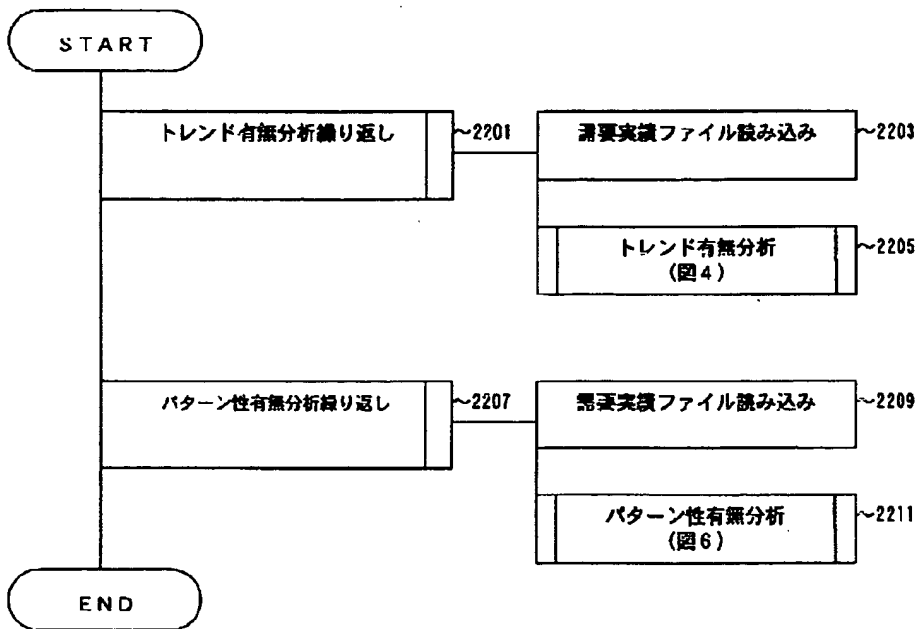 START
トレンド有無分析繰り返し
~2201
需要実績ファイル読み込み
~2203
トレンド有無分析
(図4)
~2205
パターン性有無分析繰り返し
~2207
需要実績ファイル読み込み
~2209
パターン性有無分析
(図6)
~2211
END